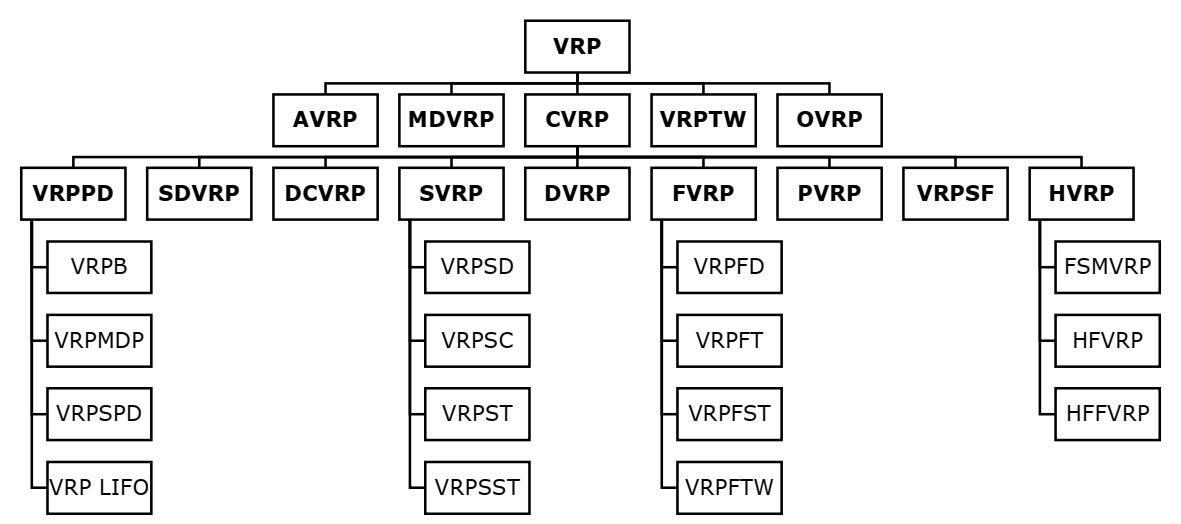 VRP
AVRP MDVRP CVRP VRPTW OVRP
VRPPD SDVRP DCVRP SVRP DVRP FVRP PVRP VRPSF HVRP
VRPB VRPSD VRPFD FSMVRP
VRPMDP VRPSC VRPFT HFVRP
VRPSPD VRPST VRPFST HFFVRP
VRP LIFO VRPSST VRPFTW